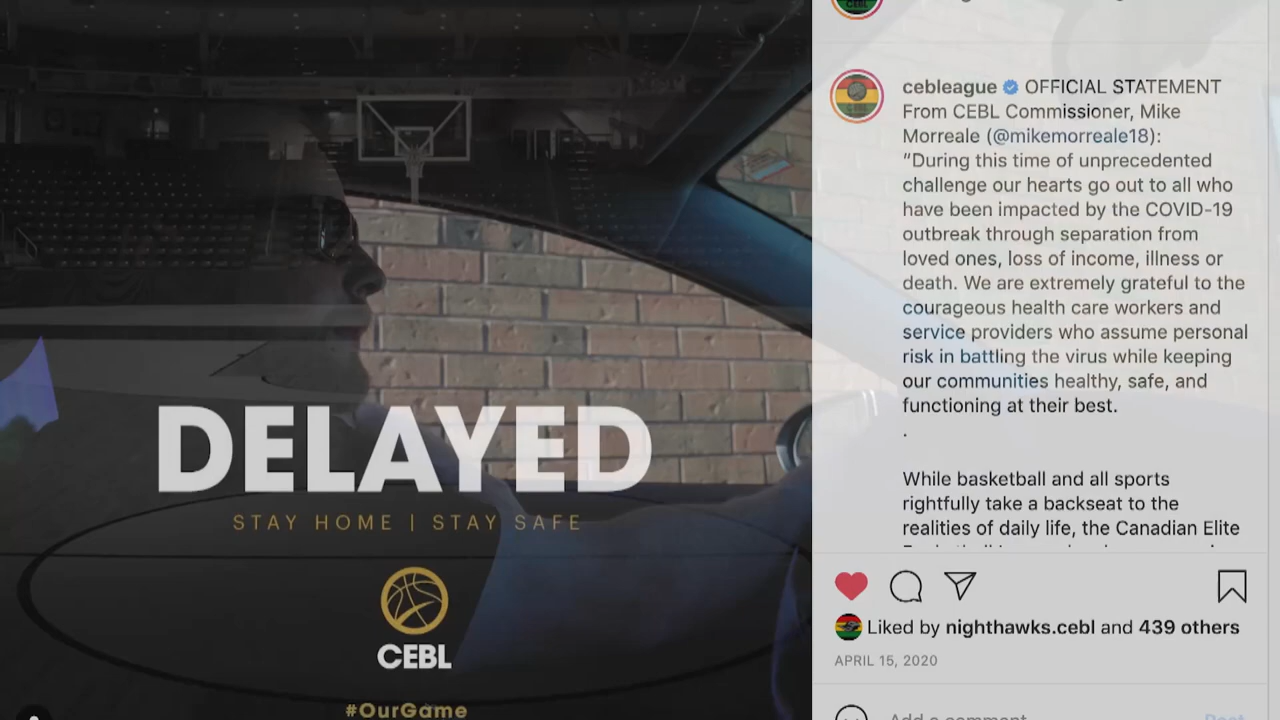 DELAYED
STAY HOME | STAY SAFE
CEBL
#OurGame
cebleague OFFICIAL STATEMENT
From CEBL Commissioner, Mike
Morreale (@mikemorreale18):
"During this time of unprecedented
challenge our hearts go out to all who
have been impacted by the COVID-19
outbreak through separation from
loved ones, loss of income, illness or
death. We are extremely grateful to the
courageous health care workers and
service providers who assume personal
risk in battling the virus while keeping
our communities healthy, safe, and
functioning at their best.
.
While basketball and all sports
rightfully take a backseat to the
realities of daily life, the Canadian Elite
Liked by nighthawks.cebl and 439 others
APRIL 15, 2020
Add a comment
Post